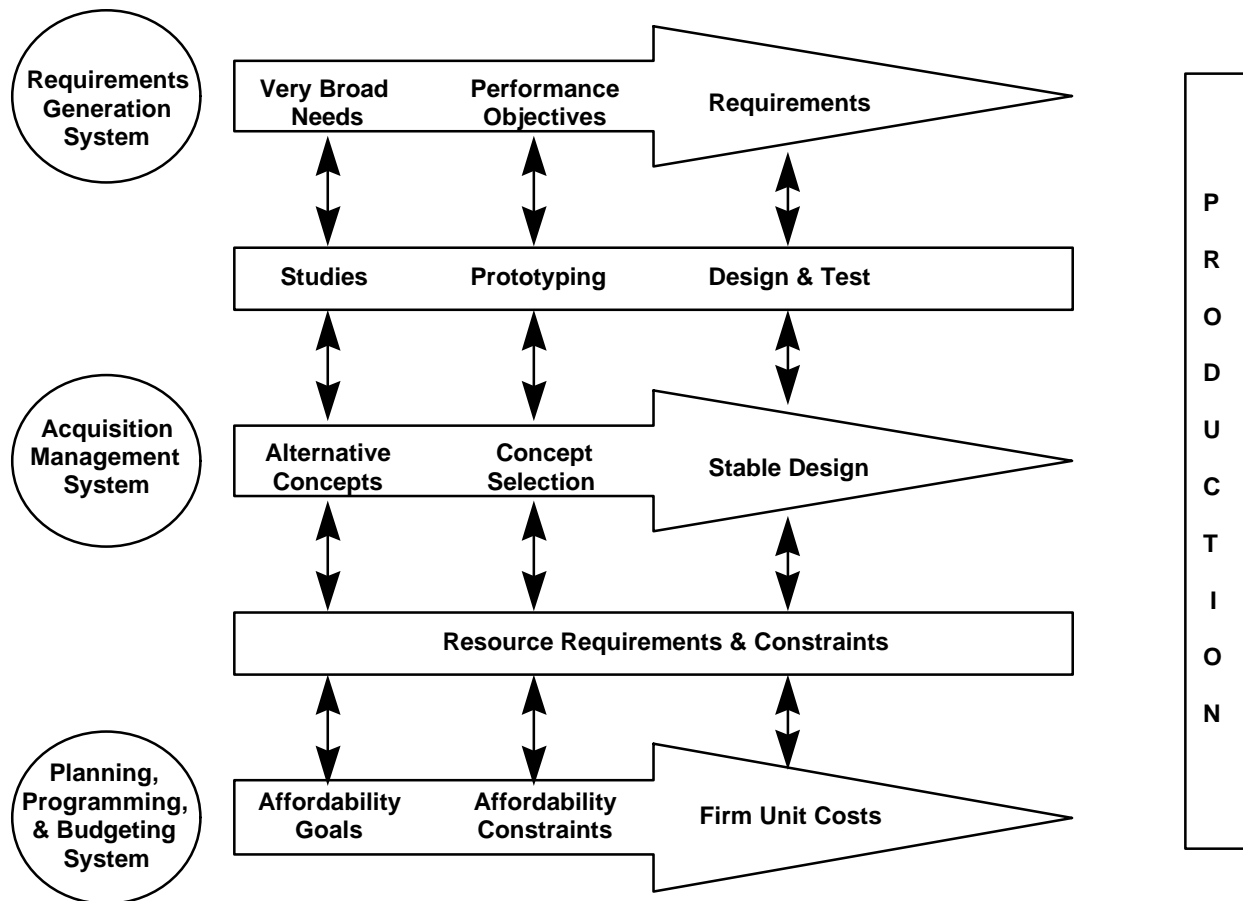 Requirements
Generation
System
Very Broad
Needs
Performance
Objectives
Requirements
Studies
Prototyping
Design & Test
Acquisition
Management
System
Alternative
Concepts
Concept
Selection
Stable Design
Resource Requirements & Constraints
Planning,
Programming,
& Budgeting
System
Affordability
Goals
Affordability
Constraints
Firm Unit Costs
P
R
O
D
U
C
T
I
O
N